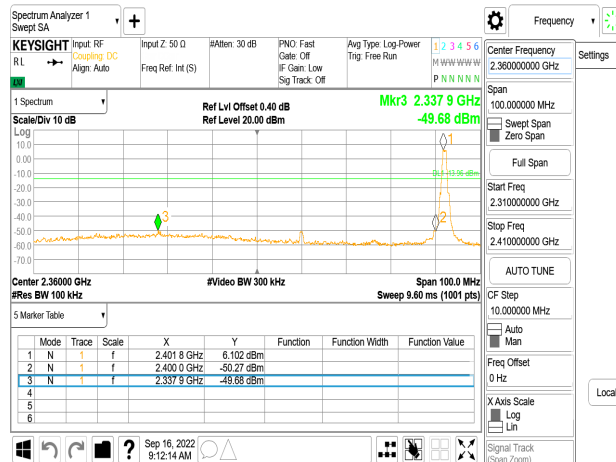 Spectrum Analyzer 1
Swept SA
Frequency
KEYSIGHT
R L
Input: RF
Coupling: DC
Align: Auto
Input Z: 50 Ω
Freq Ref: Int (S)
#Atten: 30 dB
PNO: Fast
Gate: Off
IF Gain: Low
Sig Track: Off
Avg Type: Log-Power
Trig: Free Run
1 2 3 4 5 6
M W W W W W
P N N N N N
1 Spectrum
Scale/Div 10 dB
Ref Lvl Offset 0.40 dB
Ref Level 20.00 dBm
Mkr3 2.337 9 GHz
-49.68 dBm
Log
10.0
0.00
-10.0
-20.0
-30.0
-40.0
-50.0
-60.0
-70.0
1
2
3
Center 2.36000 GHz
#Res BW 100 kHz
#Video BW 300 kHz
Span 100.0 MHz
Sweep 9.60 ms (1001 pts)
5 Marker Table
Mode Trace Scale X Y Function Function Width Function Value
1 N 1 f 2.401 8 GHz 6.102 dBm
2 N 1 f 2.400 0 GHz -50.27 dBm
3 N 1 f 2.337 9 GHz -49.68 dBm
4
5
6
Sep 16, 2022
9:12:14 AM
Center Frequency
2.360000000 GHz
Settings
Span
100.000000 MHz
Swept Span
Zero Span
Full Span
Start Freq
2.310000000 GHz
Stop Freq
2.410000000 GHz
AUTO TUNE
CF Step
10.000000 MHz
Auto
Man
Freq Offset
0 Hz
Local
X Axis Scale
Log
Lin
Signal Track
(Span Zoom)